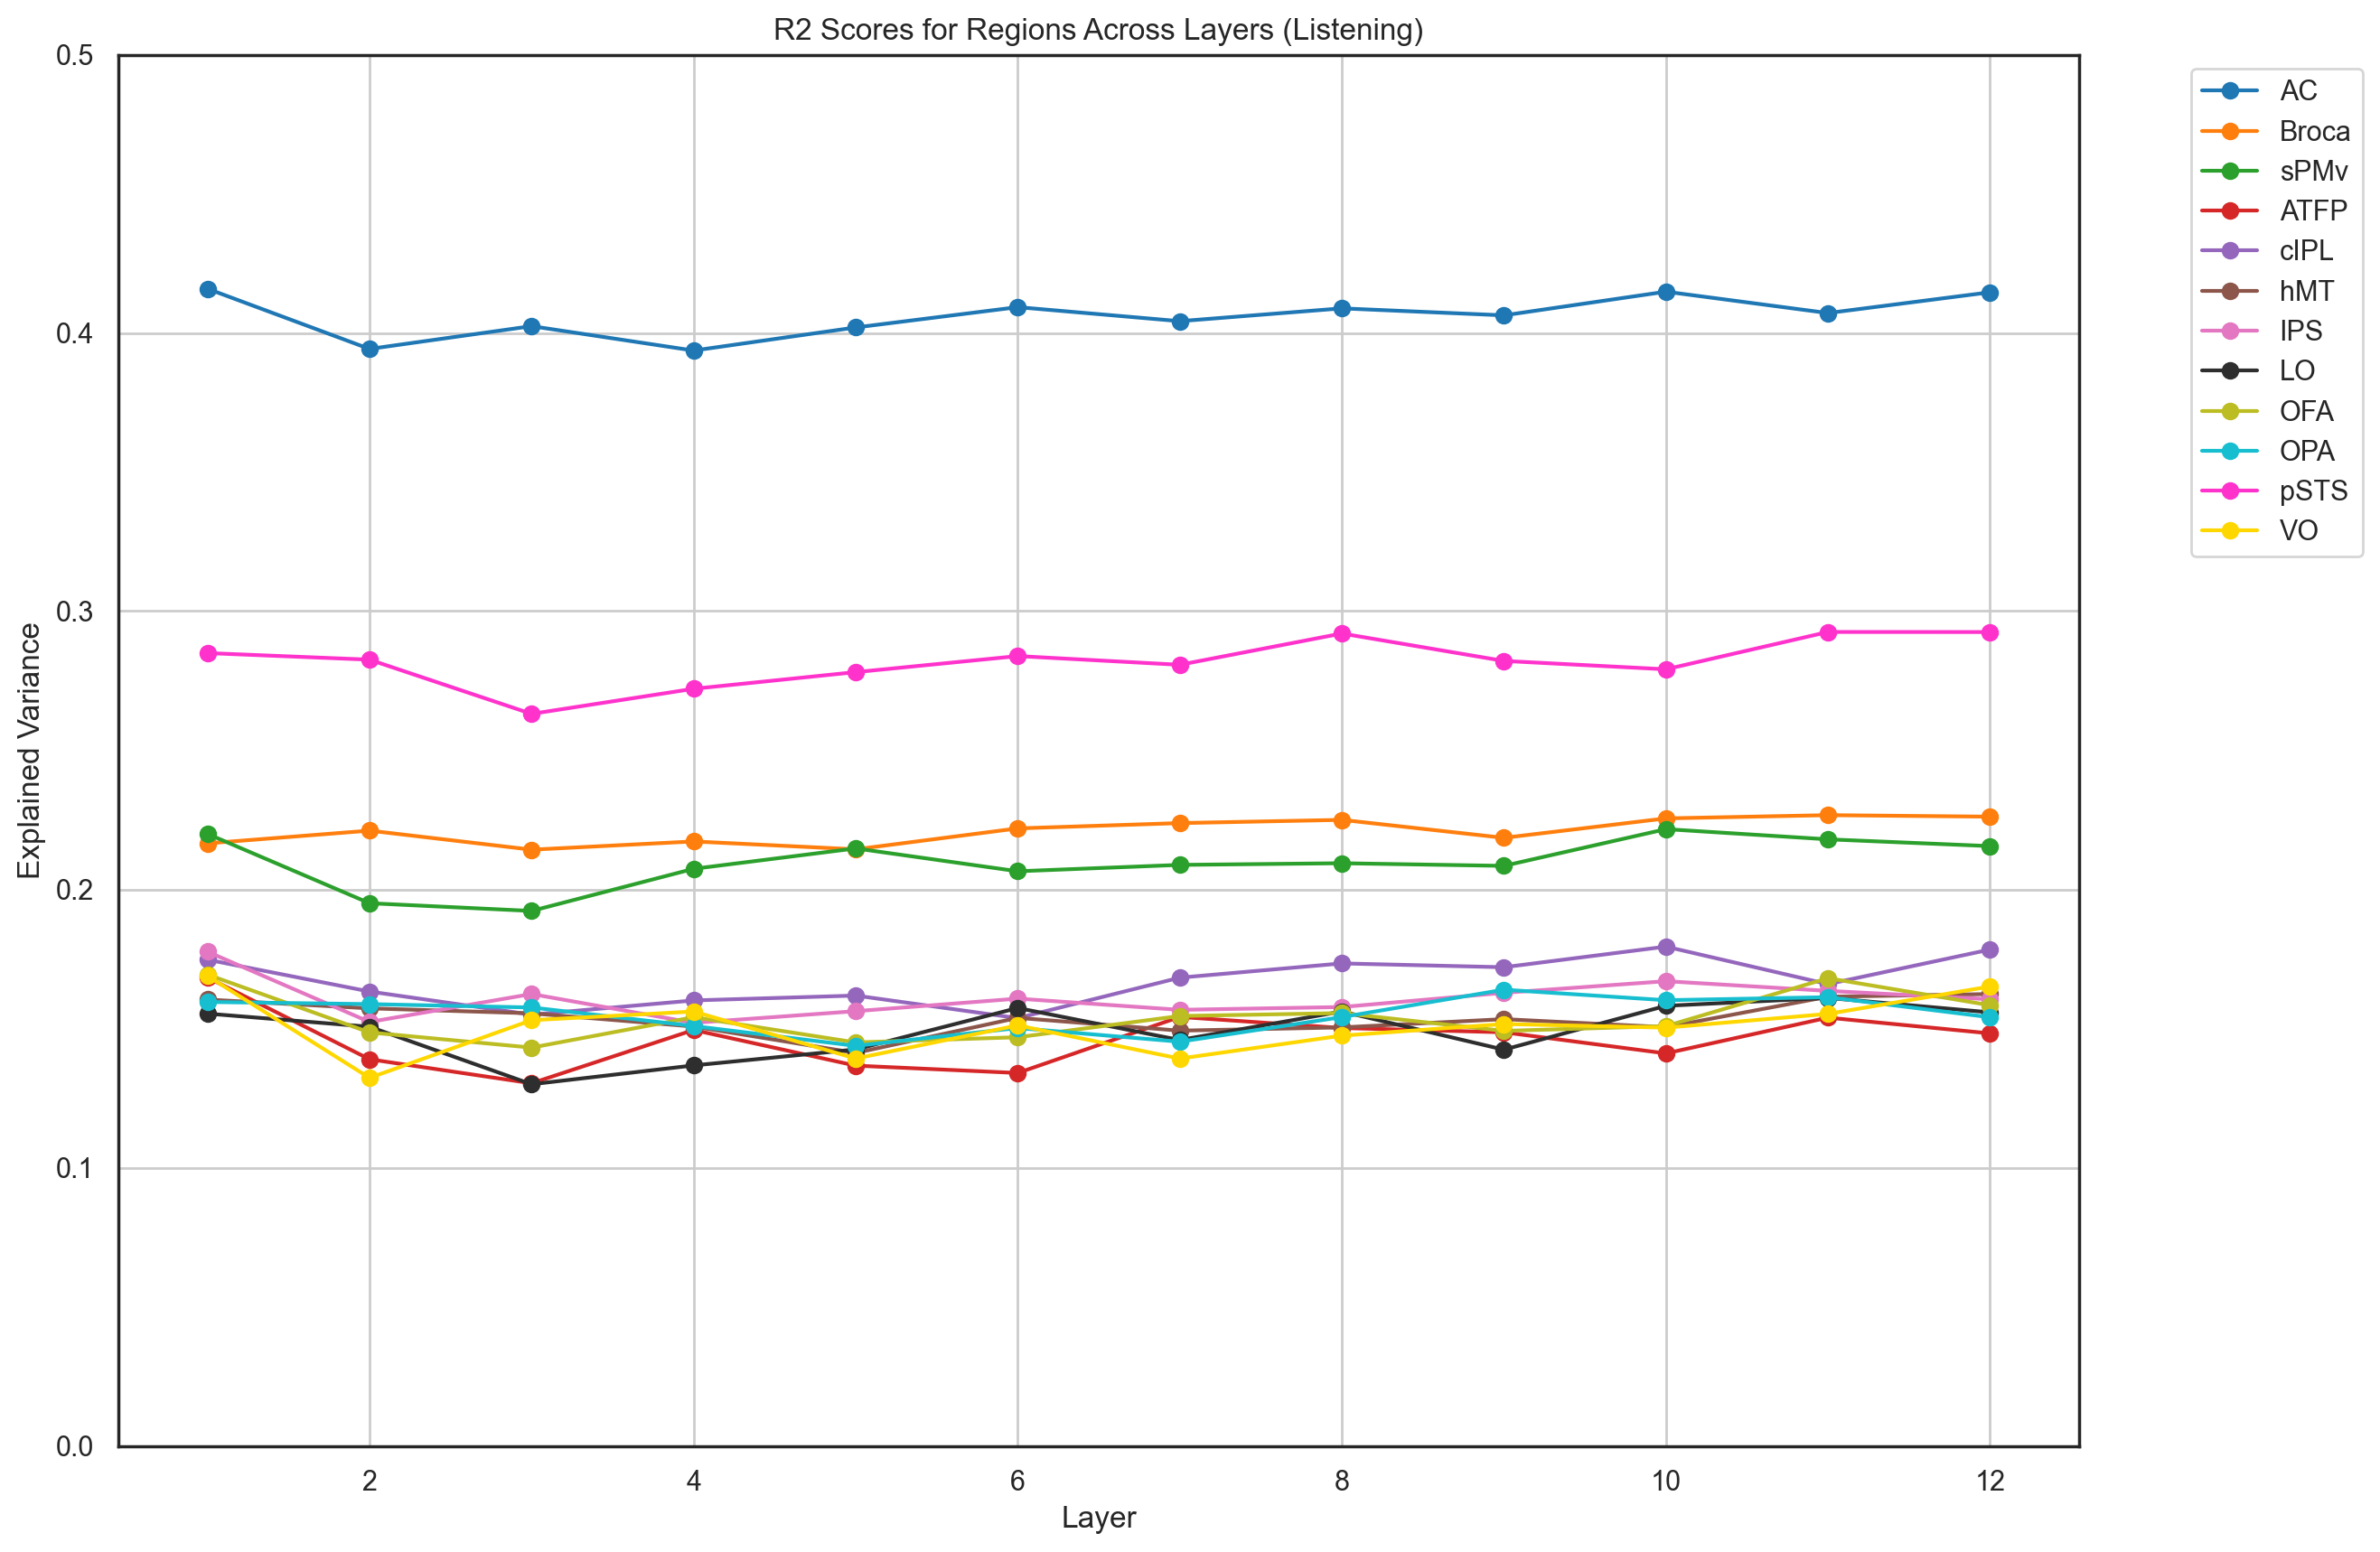 R2 Scores for Regions Across Layers (Listening)
0.5
0.4
0.3
0.2
0.1
0.0
Explained Variance
2 4 6 8 10 12
Layer
AC
Broca
sPMv
ATFP
cIPL
hMT
IPS
LO
OFA
OPA
pSTS
VO